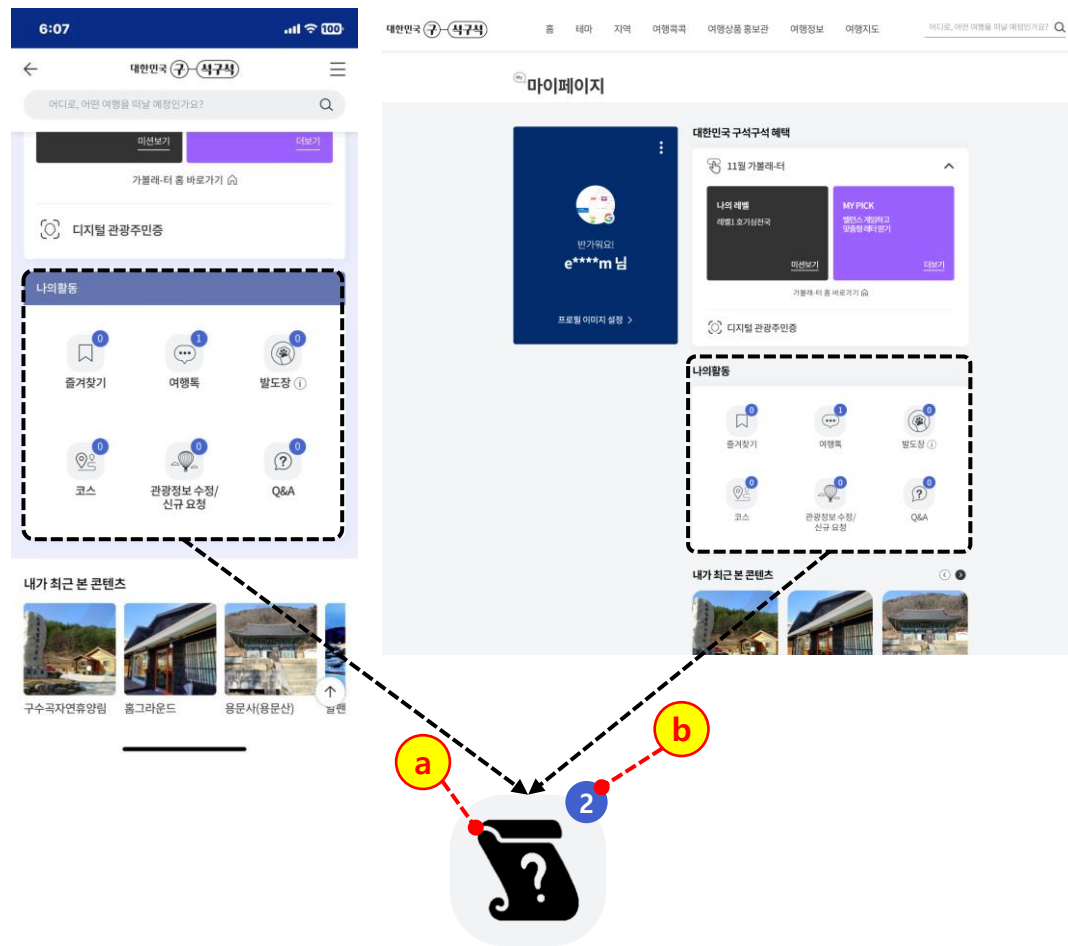 6:07
100
대한민국 구석구석
어디로, 어떤 여행을 떠날 예정인가요?
미션보기
더보기
가볼래-터 홈 바로가기
디지털 관광주민증
나의활동
0
1
0
즐겨찾기
여행톡
발도장
0
0
0
코스
관광정보 수정/
신규 요청
Q&A
내가 최근 본 콘텐츠
구수곡자연휴양림
홈그라운드
용문사(용문산)
대한민국 구석구석
홈
테마
지역
여행콕콕
여행상품 홍보관
여행정보
여행지도
어디로, 어떤 여행을 떠날 예정인가요?
My
마이페이지
반가워요!
e****m 님
프로필 이미지 설정 >
대한민국 구석구석 혜택
11월 가볼래-터
나의 레벨
레벨1 호기심천국
미션보기
MY PICK
밸런스 게임하고
맞춤형 레터 받기
더보기
가볼래-터 홈 바로가기
디지털 관광주민증
나의활동
0
1
0
즐겨찾기
여행톡
발도장
0
0
0
코스
관광정보 수정/
신규 요청
Q&A
내가 최근 본 콘텐츠
a
b
2
?